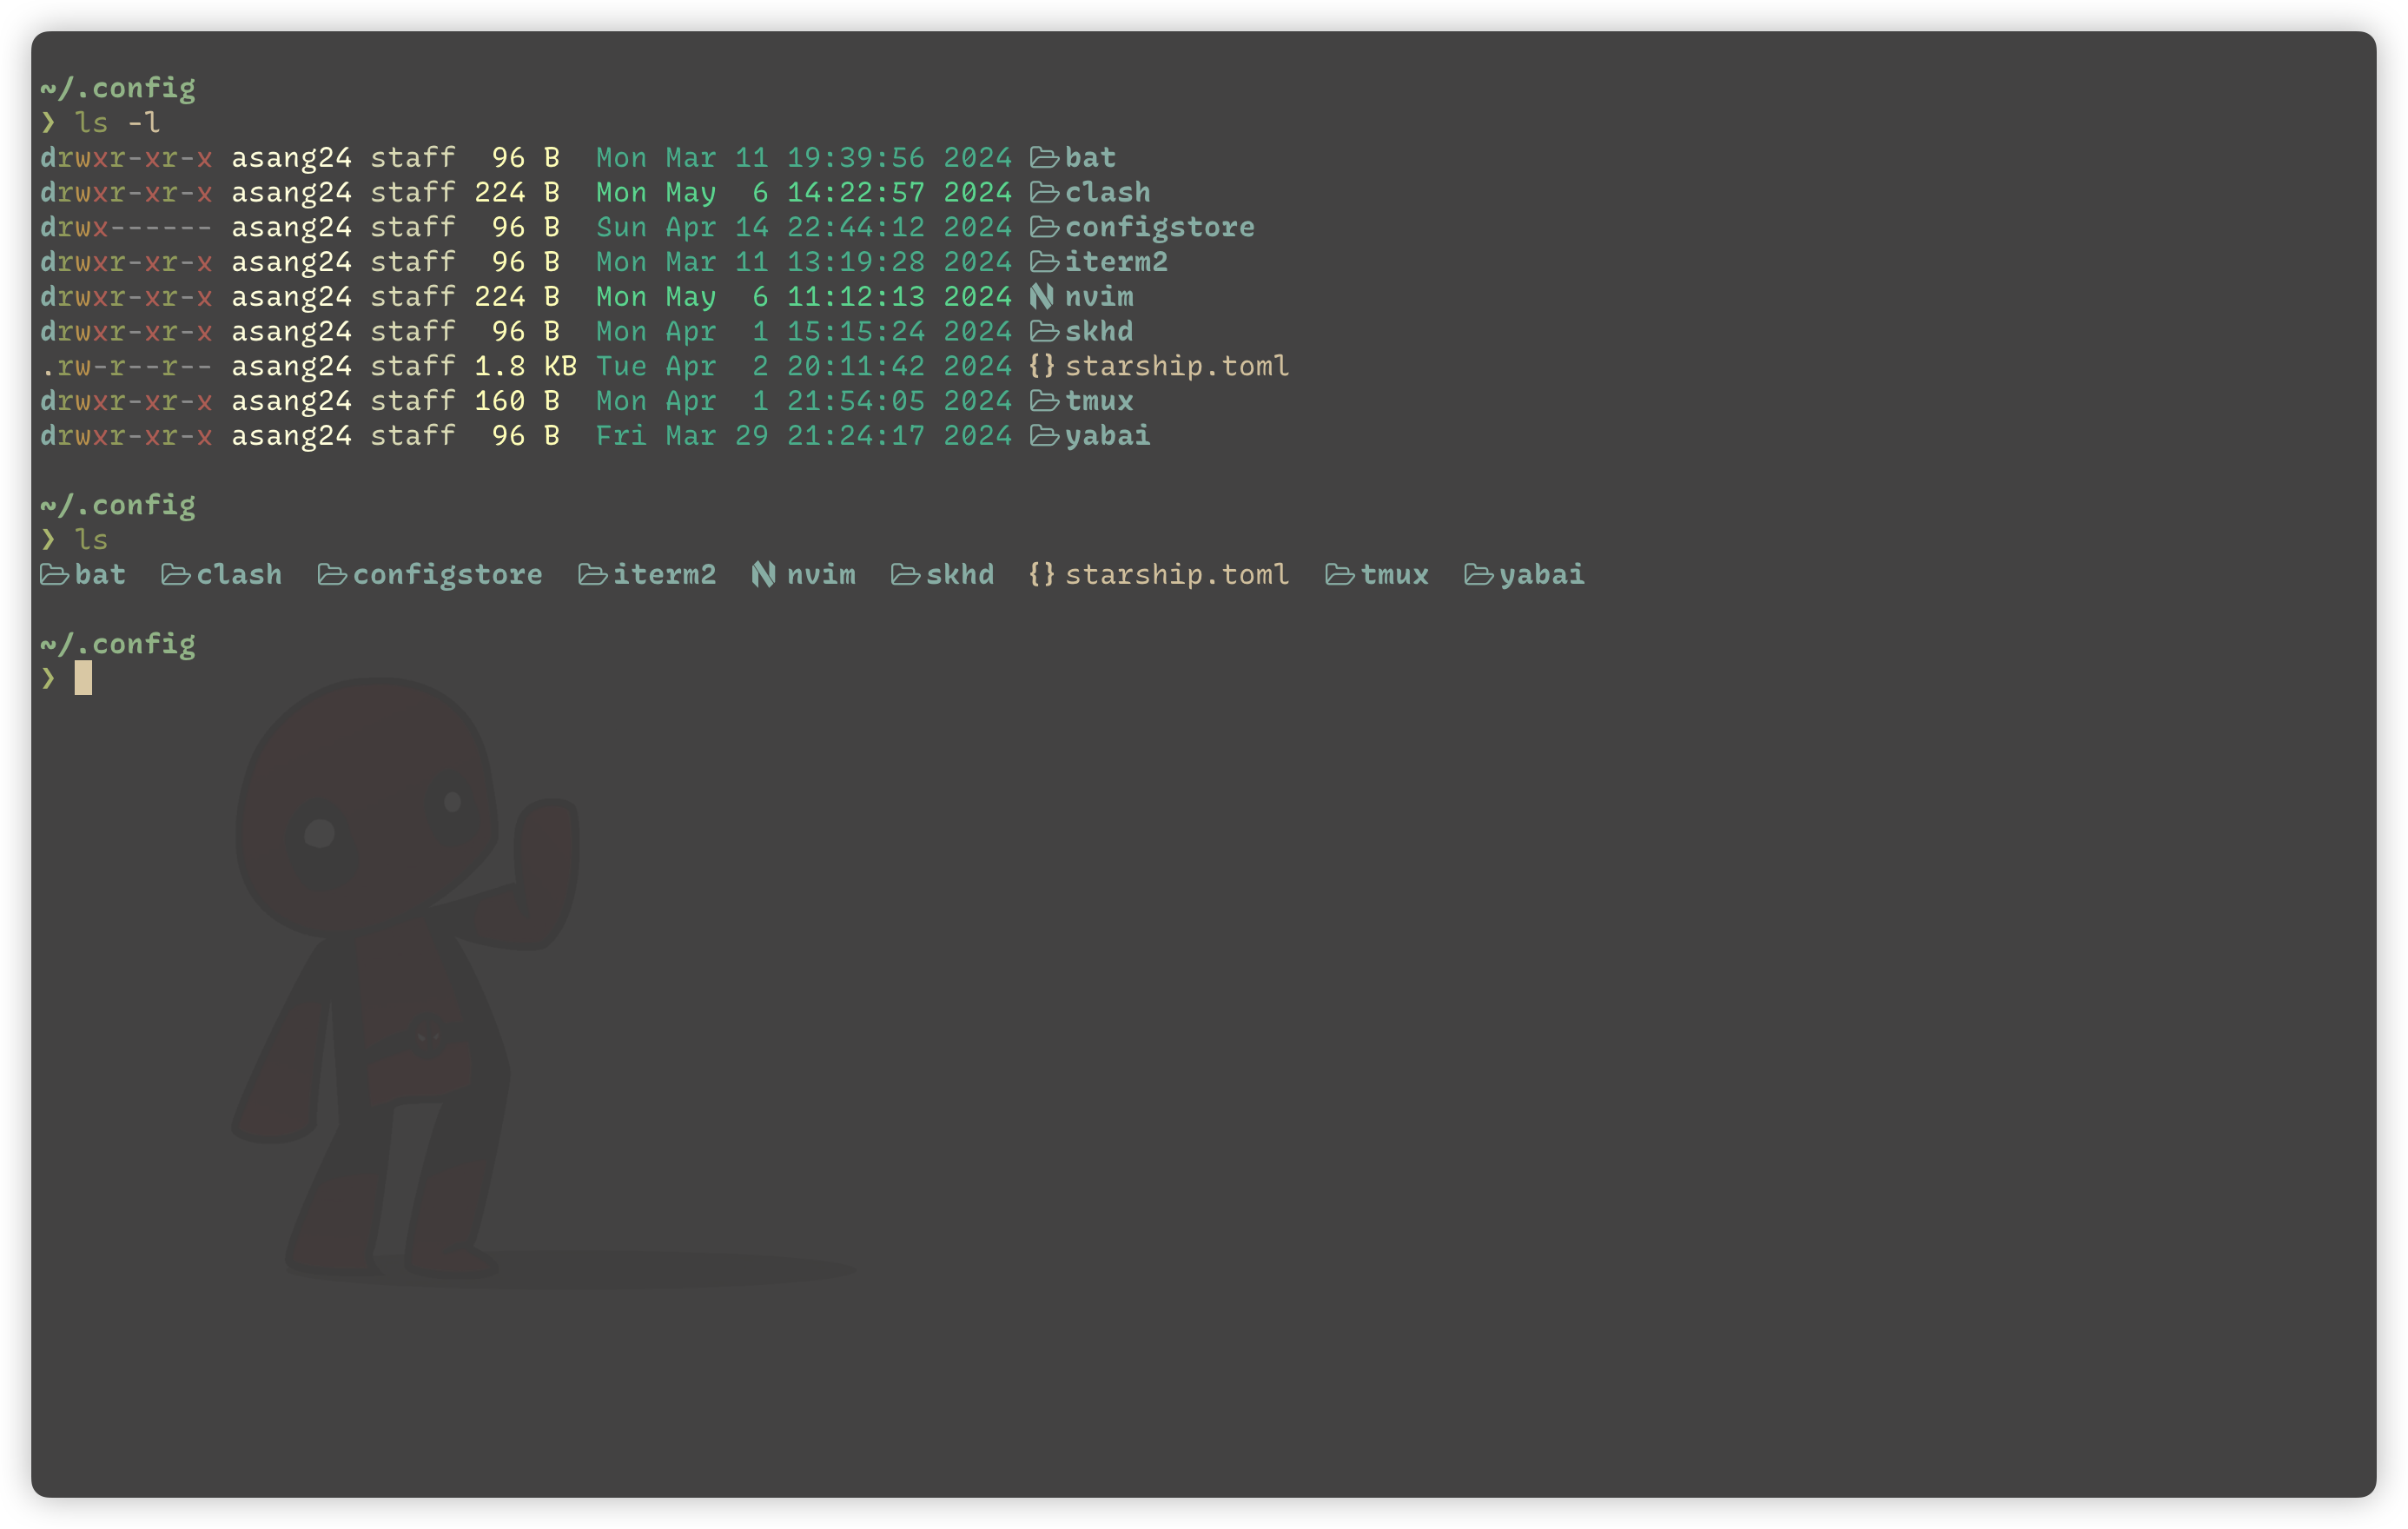 ~/.config
❯ ls -l
drwxr-xr-x asang24 staff  96 B  Mon Mar 11 19:39:56 2024 bat
drwxr-xr-x asang24 staff 224 B  Mon May  6 14:22:57 2024 clash
drwx------ asang24 staff  96 B  Sun Apr 14 22:44:12 2024 configstore
drwxr-xr-x asang24 staff  96 B  Mon Mar 11 13:19:28 2024 iterm2
drwxr-xr-x asang24 staff 224 B  Mon May  6 11:12:13 2024 nvim
drwxr-xr-x asang24 staff  96 B  Mon Apr  1 15:15:24 2024 skhd
.rw-r--r-- asang24 staff 1.8 KB Tue Apr  2 20:11:42 2024 {} starship.toml
drwxr-xr-x asang24 staff 160 B  Mon Apr  1 21:54:05 2024 tmux
drwxr-xr-x asang24 staff  96 B  Fri Mar 29 21:24:17 2024 yabai
~/.config
❯ ls
bat  clash  configstore  iterm2  nvim  skhd  {} starship.toml  tmux  yabai
~/.config
❯